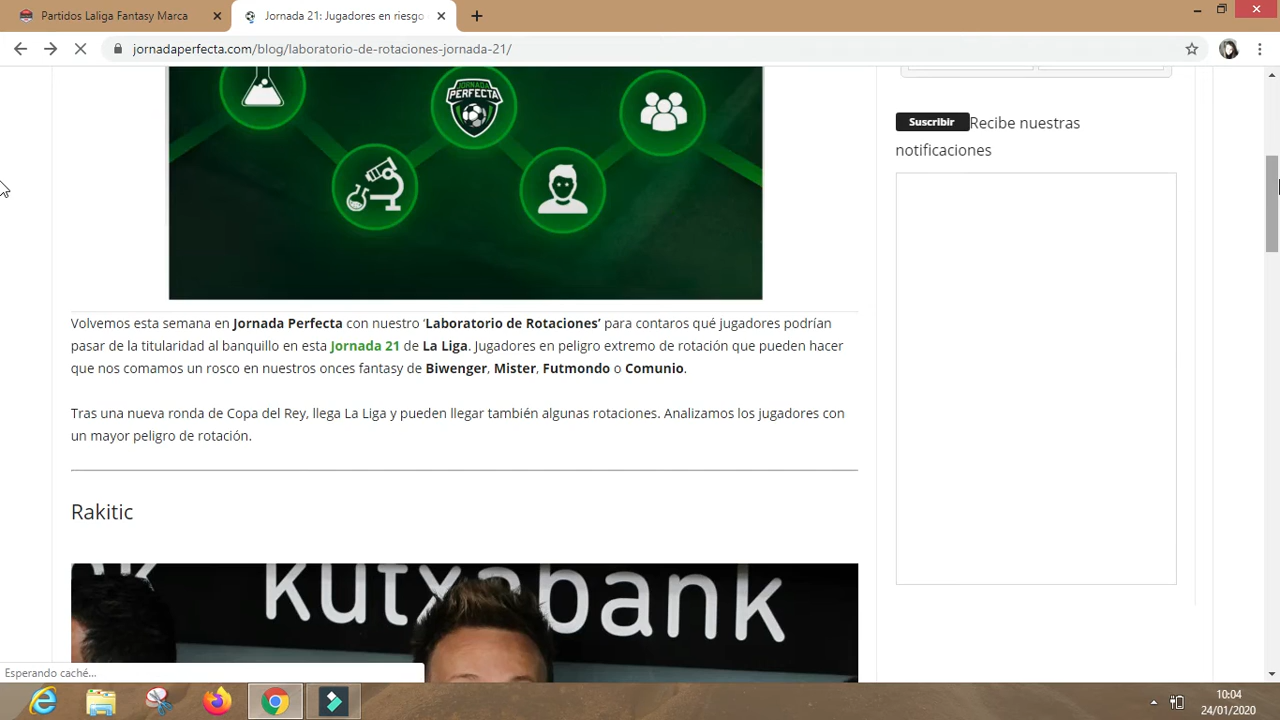 Partidos Laliga Fantasy Marca
Jornada 21: Jugadores en riesgo
jornadaperfecta.com/blog/laboratorio-de-rotaciones-jornada-21/
JORNADA
PERFECTA
Suscribir Recibe nuestras
notificaciones
Volvemos esta semana en Jornada Perfecta con nuestro ‘Laboratorio de Rotaciones’ para contaros qué jugadores podrían
pasar de la titularidad al banquillo en esta Jornada 21 de La Liga. Jugadores en peligro extremo de rotación que pueden hacer
que nos comamos un rosco en nuestros onces fantasy de Biwenger, Mister, Futmondo o Comunio.
Tras una nueva ronda de Copa del Rey, llega La Liga y pueden llegar también algunas rotaciones. Analizamos los jugadores con
un mayor peligro de rotación.
Rakitic
kutxabank
Esperando caché...
10:04
24/01/2020